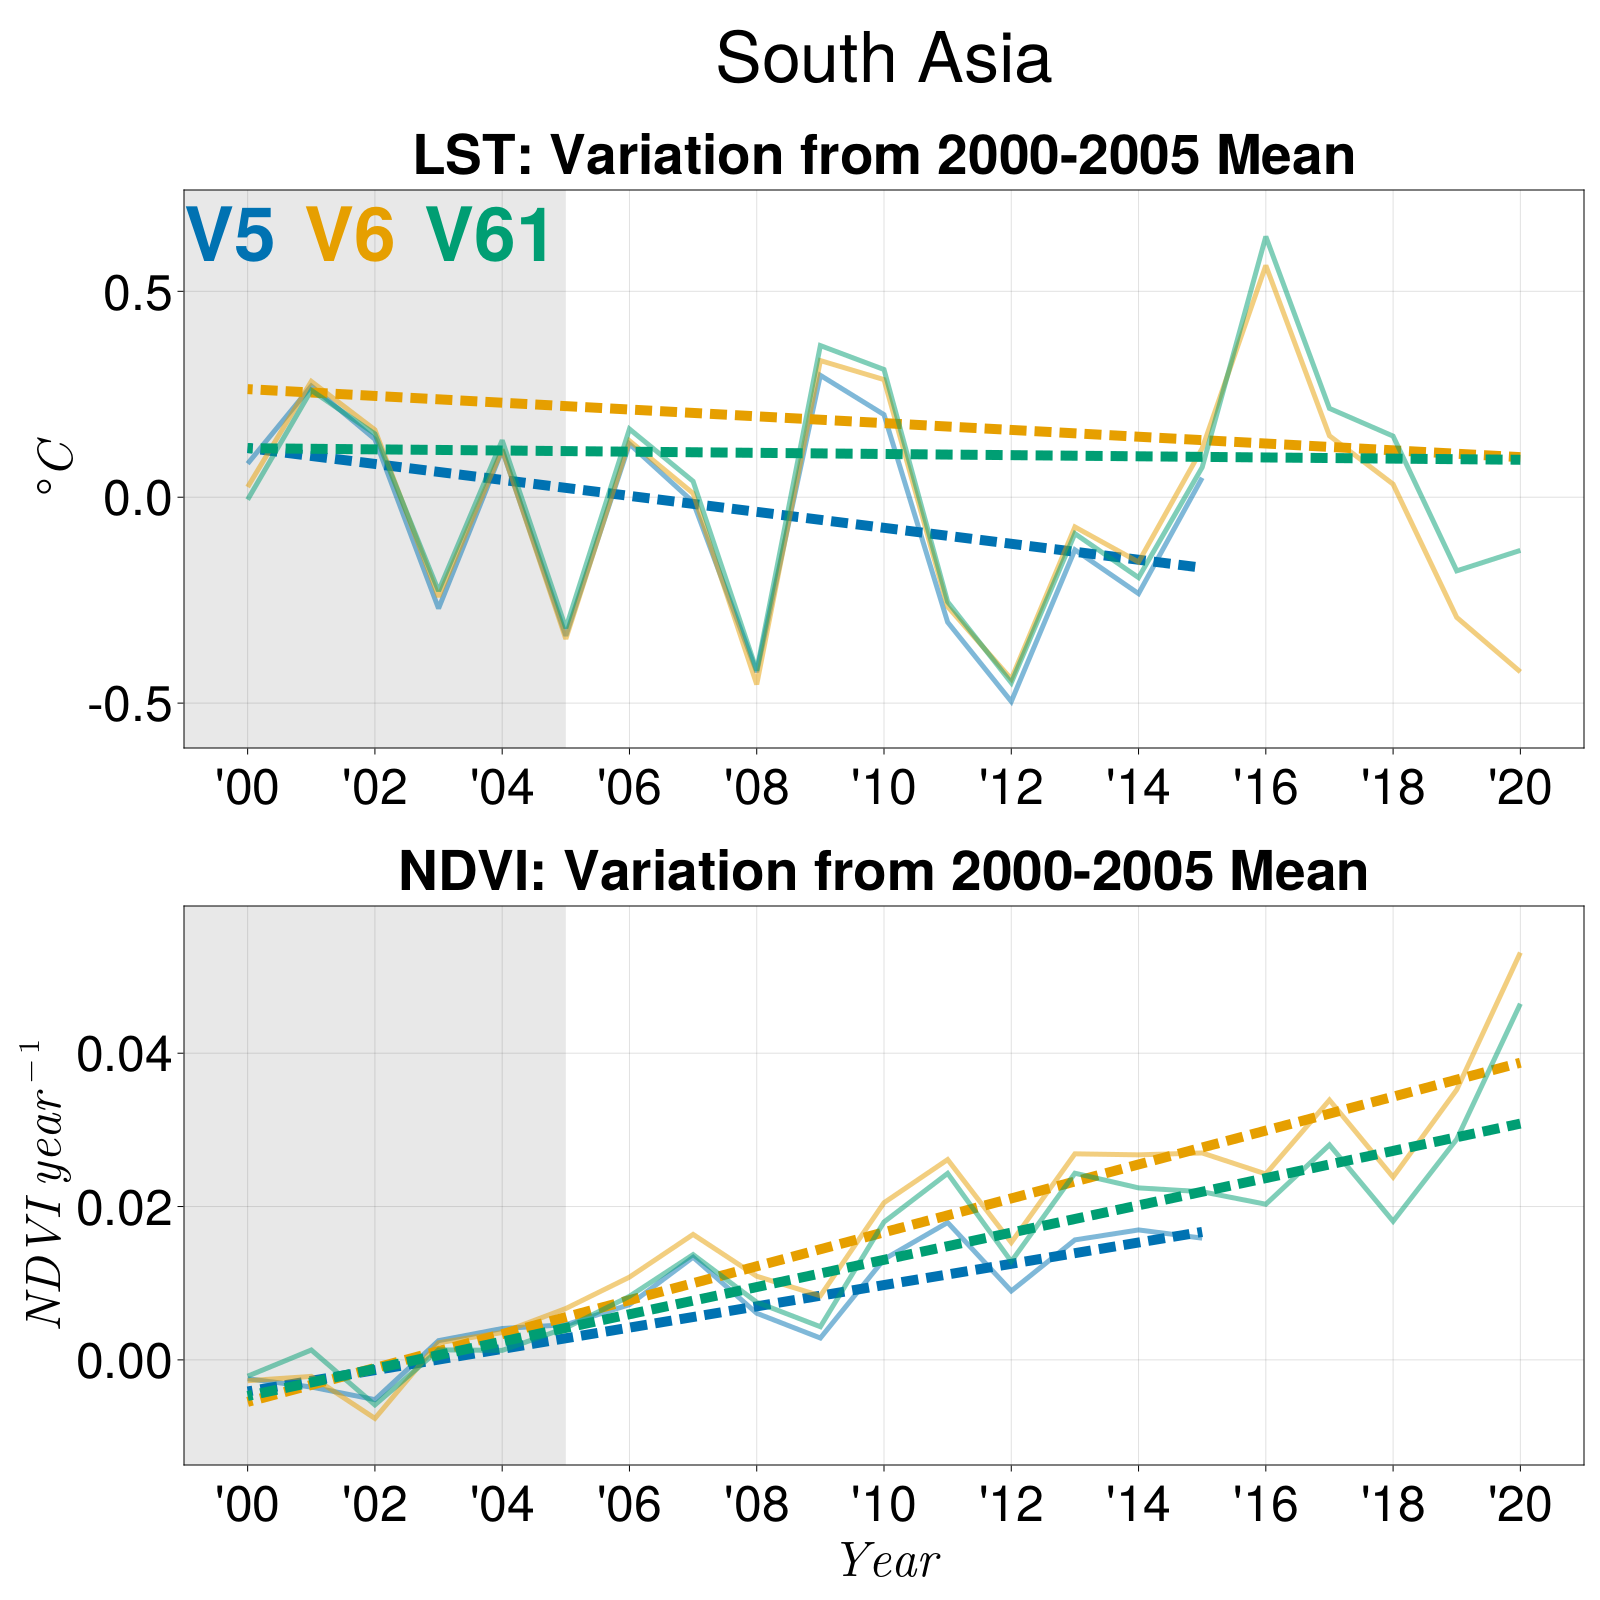 South Asia
LST: Variation from 2000-2005 Mean
V5 V6 V61
°C
0.5
0.0
-0.5
'00 '02 '04 '06 '08 '10 '12 '14 '16 '18 '20
NDVI: Variation from 2000-2005 Mean
NDVI year⁻¹
0.04
0.02
0.00
'00 '02 '04 '06 '08 '10 '12 '14 '16 '18 '20
Year